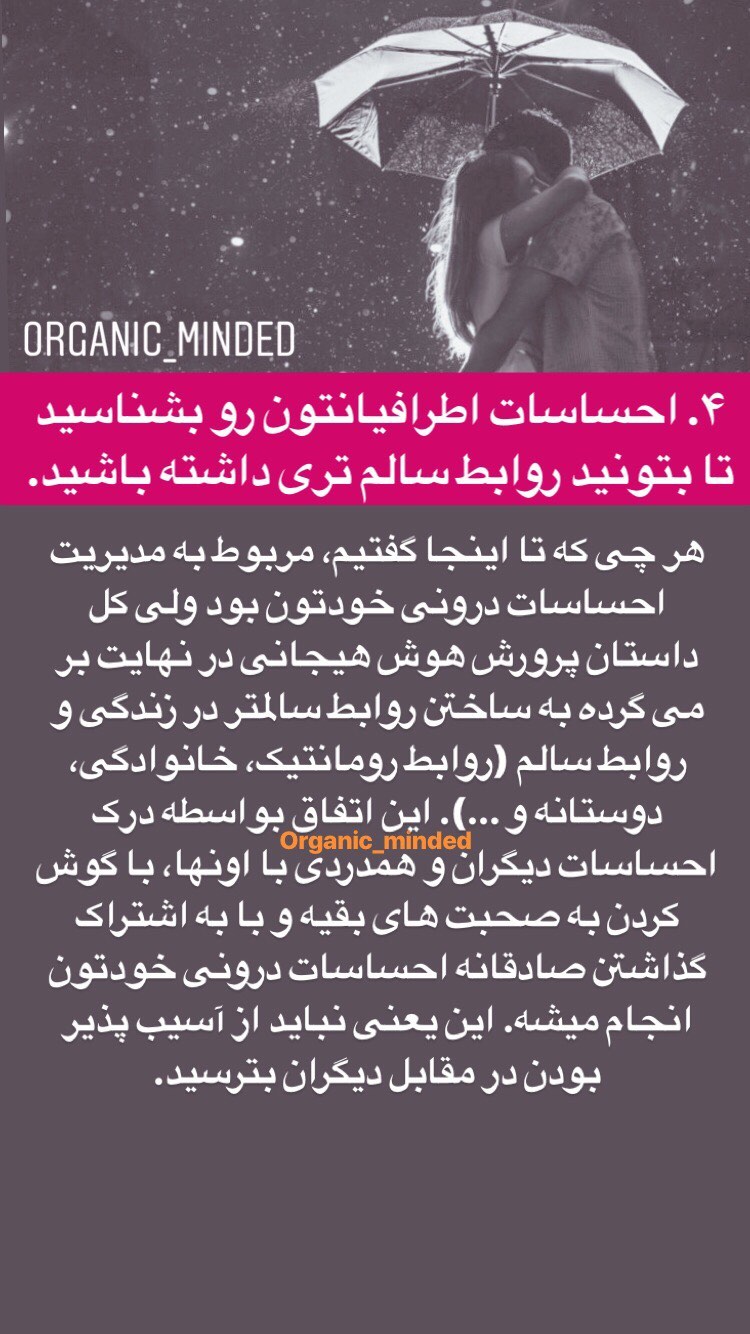 ORGANIC_MINDED
۴. احساسات اطرافیانتون رو بشناسید
تا بتونید روابط سالم تری داشته باشید.
هر چی که تا اینجا گفتیم، مربوط به مدیریت
احساسات درونی خودتون بود ولی کل
داستان پرورش هوش هیجانی در نهایت بر
می گرده به ساختن روابط سالمتر در زندگی و
روابط سالم (روابط رومانتیک، خانوادگی،
دوستانه و ...). این اتفاق بواسطه درک
Organic_minded
احساسات دیگران و همدردی با اونها، با گوش
کردن به صحبت های بقیه و با به اشتراک
گذاشتن صادقانه احساسات درونی خودتون
انجام میشه. این یعنی نباید از آسیب پذیر
بودن در مقابل دیگران بترسید.